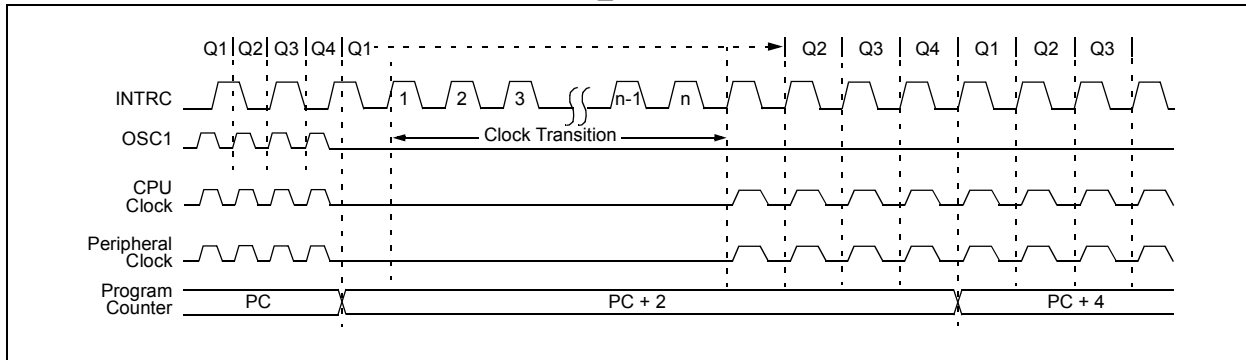 Q1 Q2 Q3 Q4 Q1 Q2 Q3 Q4 Q1 Q2 Q3
INTRC
1 2 3 n-1 n
OSC1
Clock Transition
CPU
Clock
Peripheral
Clock
Program
Counter
PC PC + 2 PC + 4